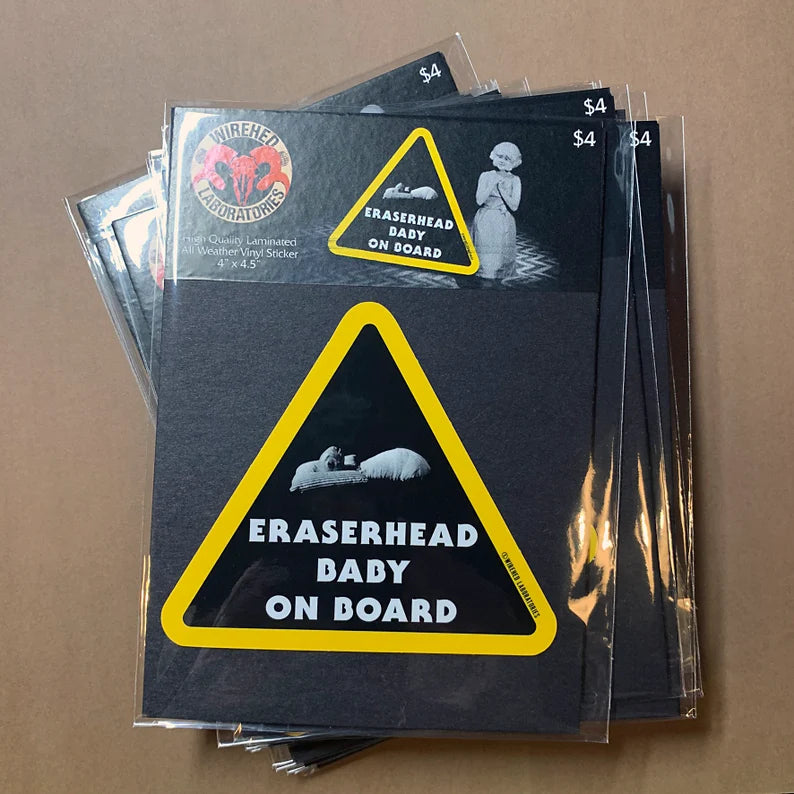 $4
$4
$4
$4
WIREHED
LABORATORIES
High Quality Laminated
All Weather Vinyl Sticker
4" x 4.5"
ERASERHEAD
BABY
ON BOARD
ERASERHEAD
BABY
ON BOARD
©WIREHED LABORATORIES